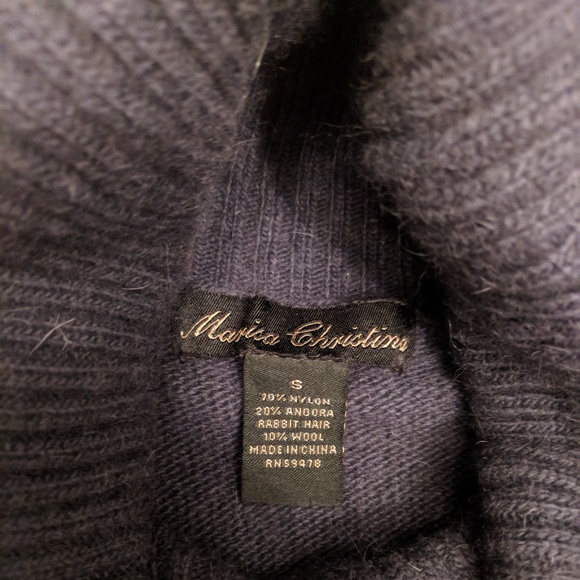 Marisa Christina
S
70% NYLON
20% ANGORA
RABBIT HAIR
10% WOOL
MADE IN CHINA
RN59478